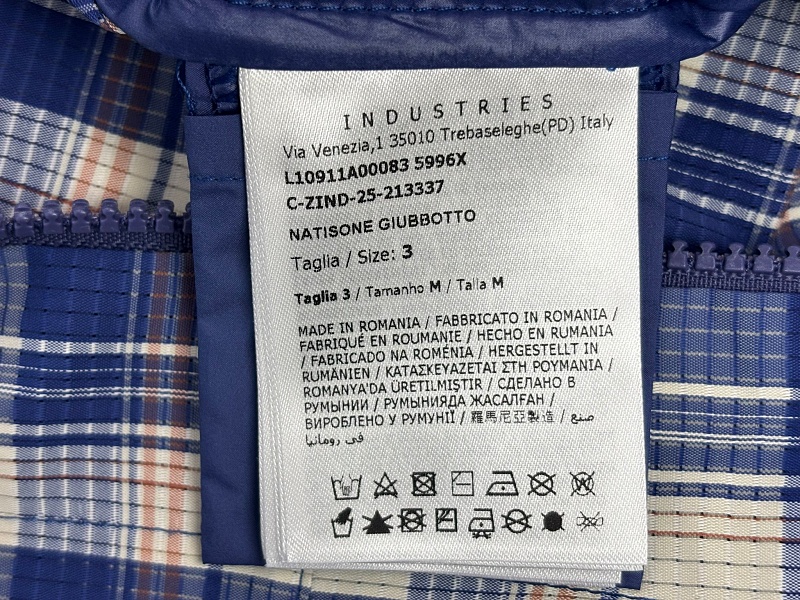 INDUSTRIES
Via Venezia,1 35010 Trebaseleghe(PD) Italy
L10911A00083 5996X
C-ZIND-25-213337
NATISONE GIUBBOTTO
Taglia / Size: 3
Taglia 3 / Tamanho M / Talla M
MADE IN ROMANIA / FABBRICATO IN ROMANIA /
FABRIQUÉ EN ROUMANIE / HECHO EN RUMANIA
/ FABRICADO NA ROMÉNIA / HERGESTELLT IN
RUMÄNIEN / ΚΑΤΑΣΚΕΥΑΖΕΤΑΙ ΣΤΗ ΡΟΥΜΑΝΙΑ /
ROMANYA'DA ÜRETILMIŞTIR / СДЕЛАНО В
РУМЫНИИ / РУМЫНИЯДА ЖАСАЛҒАН /
ВИРОБЛЕНО У РУМУНІЇ / 羅馬尼亞製造 / صنع
في رومانيا